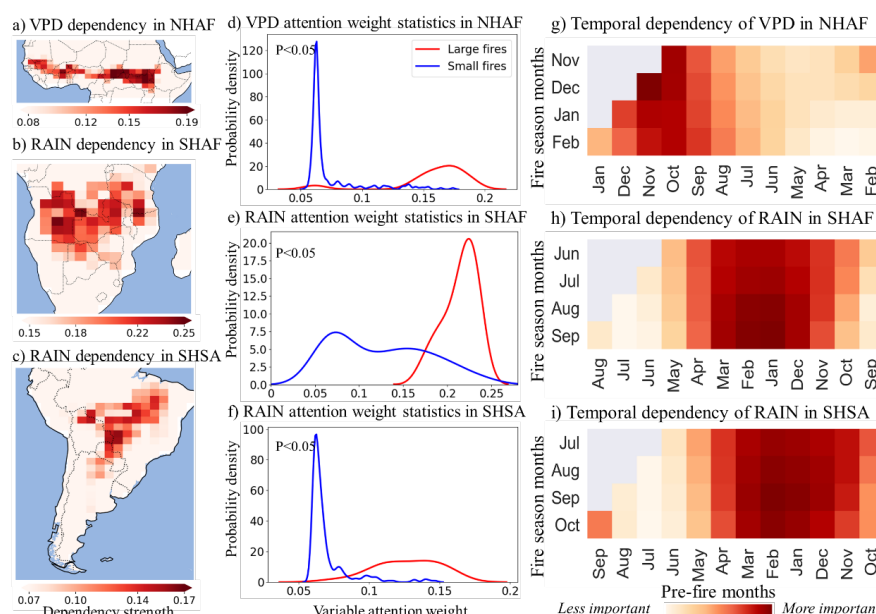 a) VPD dependency in NHAF
0.08 0.12 0.15 0.19
b) RAIN dependency in SHAF
0.15 0.18 0.22 0.25
c) RAIN dependency in SHSA
0.07 0.10 0.14 0.17
Dependency strength
d) VPD attention weight statistics in NHAF
P<0.05
Large fires
Small fires
Probability density
120
100
80
60
40
20
0
0.05 0.1 0.15 0.2
e) RAIN attention weight statistics in SHAF
P<0.05
Probability density
20.0
17.5
15.0
12.5
10.0
7.5
5.0
2.5
0.0
0 0.05 0.1 0.15 0.2 0.25
f) RAIN attention weight statistics in SHSA
P<0.05
Probability density
100
80
60
40
20
0
0.05 0.1 0.15 0.2
Variable attention weight
g) Temporal dependency of VPD in NHAF
Fire season months
Nov
Dec
Jan
Feb
Jan Dec Nov Oct Sep Aug Jul Jun May Apr Mar Feb
h) Temporal dependency of RAIN in SHAF
Fire season months
Jun
Jul
Aug
Sep
Aug Jul Jun May Apr Mar Feb Jan Dec Nov Oct Sep
i) Temporal dependency of RAIN in SHSA
Fire season months
Jul
Aug
Sep
Oct
Sep Aug Jul Jun May Apr Mar Feb Jan Dec Nov Oct
Pre-fire months
Less important More importan